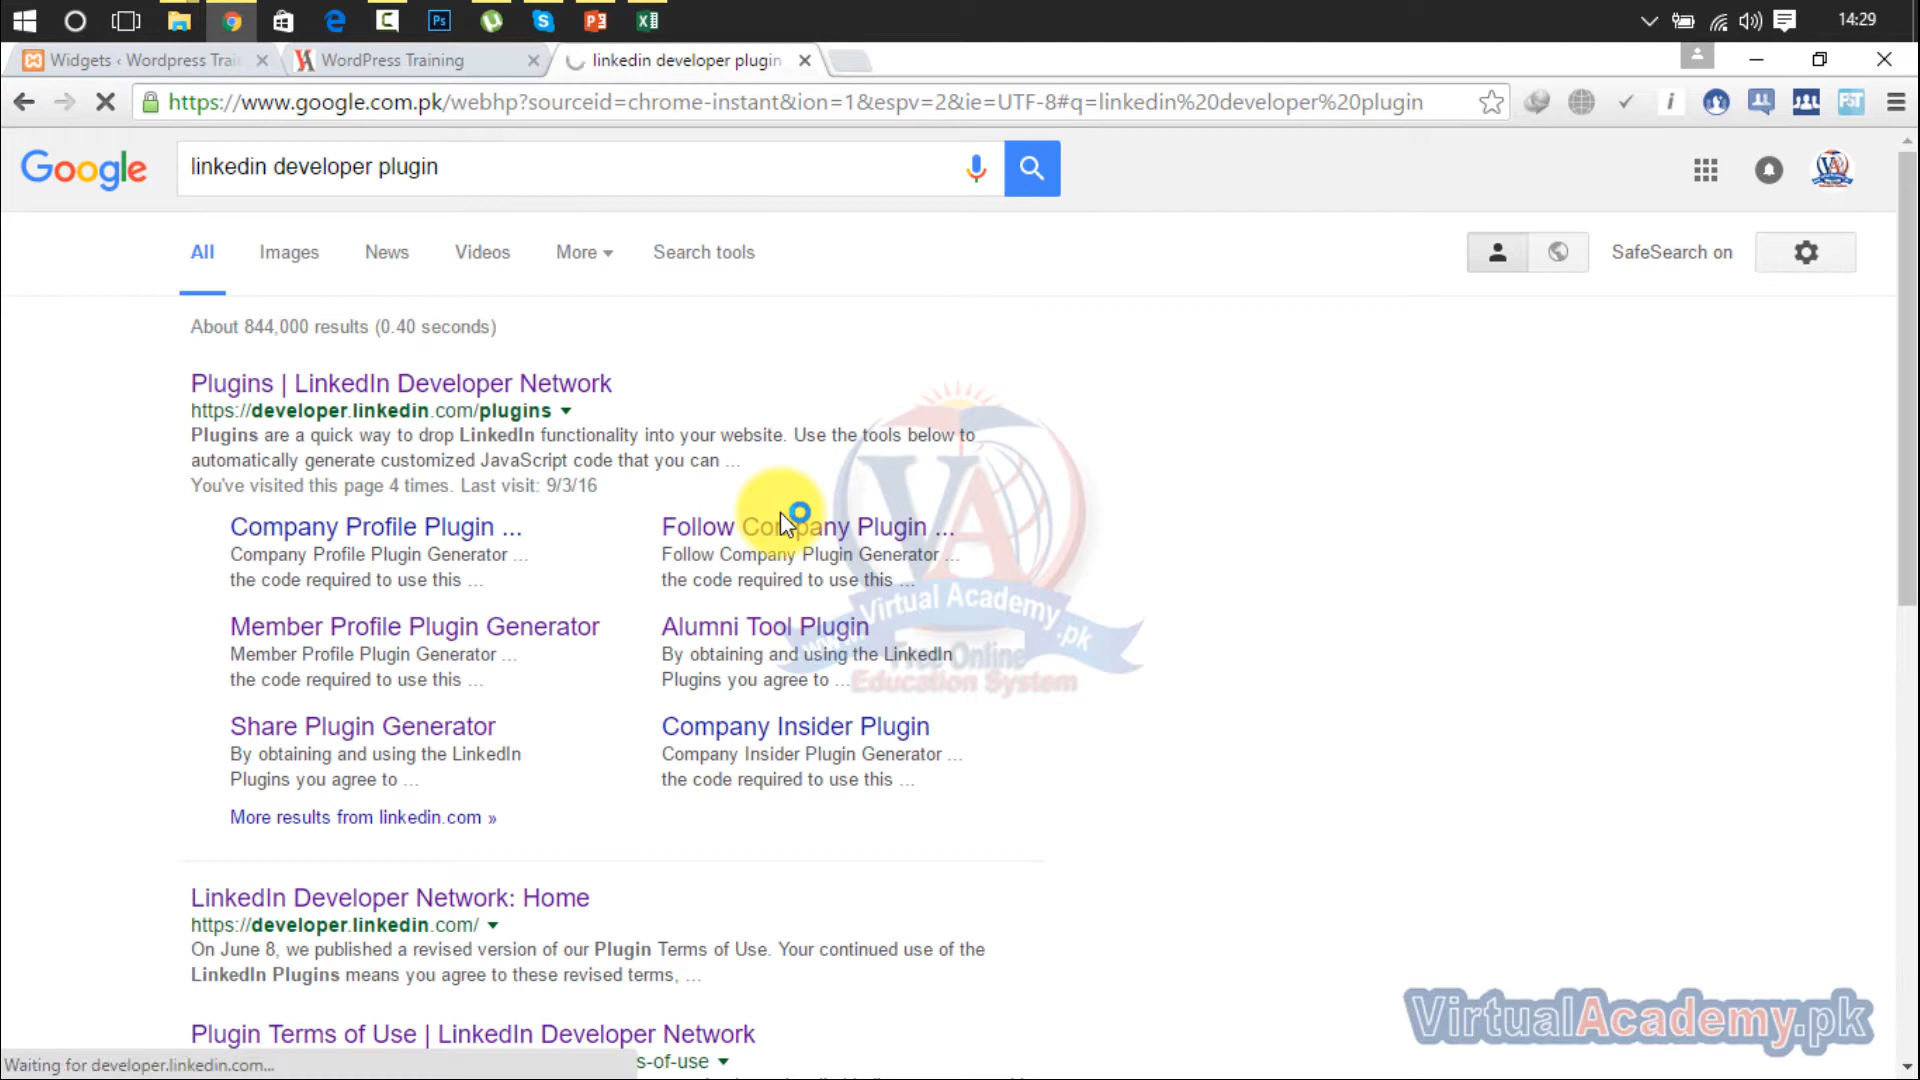 14:29
Widgets ‹ Wordpress Trai
WordPress Training
linkedin developer plugin
https://www.google.com.pk/webhp?sourceid=chrome-instant&ion=1&espv=2&ie=UTF-8#q=linkedin%20developer%20plugin
Google
linkedin developer plugin
All
Images
News
Videos
More
Search tools
SafeSearch on
About 844,000 results (0.40 seconds)
Plugins | LinkedIn Developer Network
https://developer.linkedin.com/plugins
Plugins are a quick way to drop LinkedIn functionality into your website. Use the tools below to
automatically generate customized JavaScript code that you can ...
You've visited this page 4 times. Last visit: 9/3/16
Company Profile Plugin ...
Company Profile Plugin Generator ...
the code required to use this ...
Follow Company Plugin ...
Follow Company Plugin Generator ...
the code required to use this ...
Member Profile Plugin Generator
Member Profile Plugin Generator ...
the code required to use this ...
Alumni Tool Plugin
By obtaining and using the LinkedIn
Plugins you agree to ...
Share Plugin Generator
By obtaining and using the LinkedIn
Plugins you agree to ...
Company Insider Plugin
Company Insider Plugin Generator ...
the code required to use this ...
More results from linkedin.com »
LinkedIn Developer Network: Home
https://developer.linkedin.com/
On June 8, we published a revised version of our Plugin Terms of Use. Your continued use of the
LinkedIn Plugins means you agree to these revised terms, ...
Plugin Terms of Use | LinkedIn Developer Network
s-of-use
Waiting for developer.linkedin.com...
VA
www.Virtual Academy.pk
Free Online
Education System
VirtualAcademy.pk